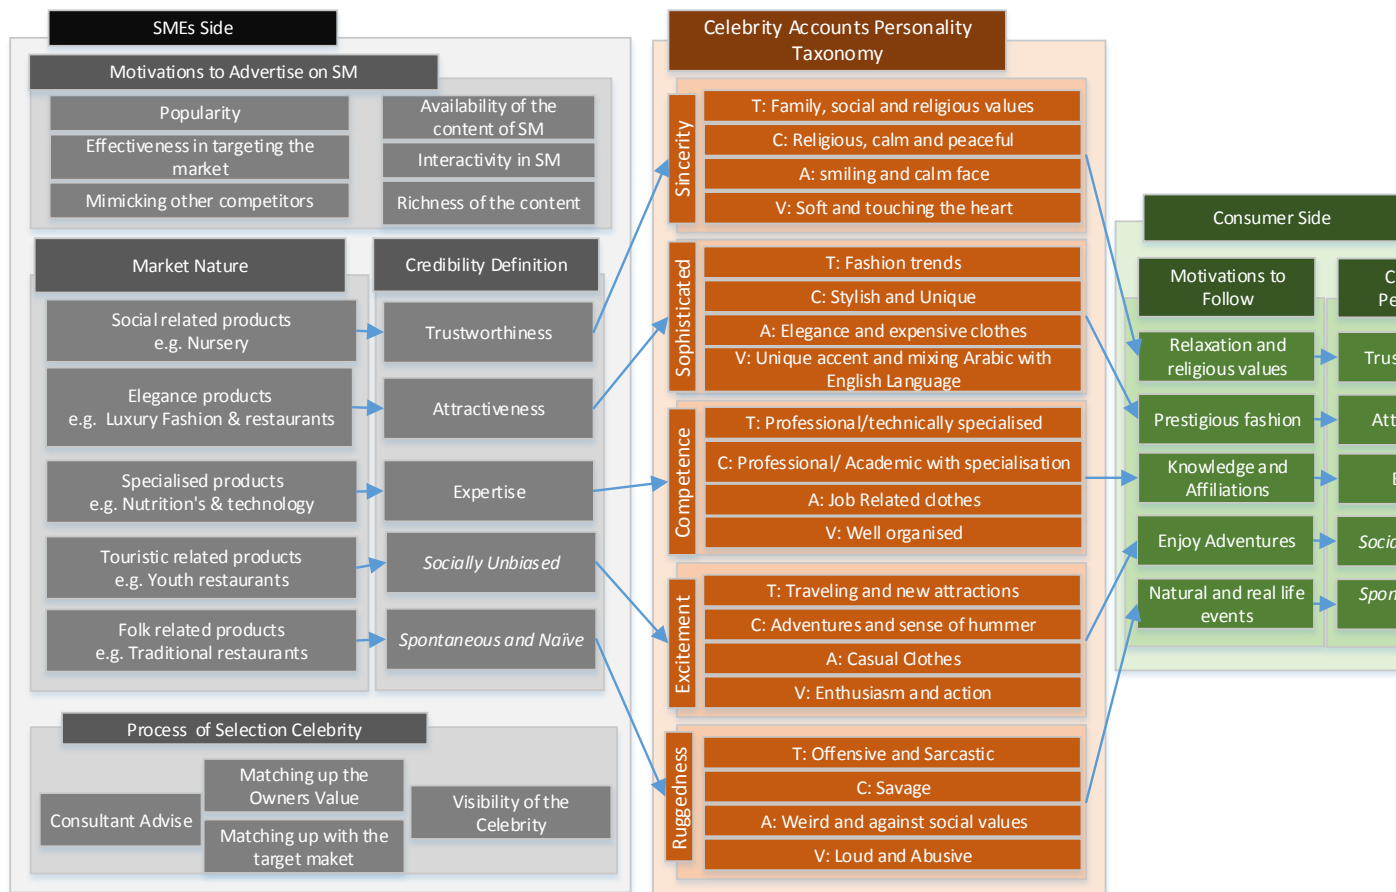 SMEs Side
Motivations to Advertise on SM
Popularity
Effectiveness in targeting the
market
Mimicking other competitors
Availability of the
content of SM
Interactivity in SM
Richness of the content
Market Nature
Social related products
e.g. Nursery
Elegance products
e.g.  Luxury Fashion & restaurants
Specialised products
e.g. Nutrition's & technology
Touristic related products
e.g. Youth restaurants
Folk related products
e.g. Traditional restaurants
Credibility Definition
Trustworthiness
Attractiveness
Expertise
Socially Unbiased
Spontaneous and Naïve
Process  of Selection Celebrity
Consultant Advise
Matching up the
Owners Value
Matching up with the
target maket
Visibility of the
Celebrity
Celebrity Accounts Personality
Taxonomy
Sincerity
T: Family, social and religious values
C: Religious, calm and peaceful
A: smiling and calm face
V: Soft and touching the heart
Sophisticated
T: Fashion trends
C: Stylish and Unique
A: Elegance and expensive clothes
V: Unique accent and mixing Arabic with
English Language
Competence
T: Professional/technically specialised
C: Professional/ Academic with specialisation
A: Job Related clothes
V: Well organised
Excitement
T: Traveling and new attractions
C: Adventures and sense of hummer
A: Casual Clothes
V: Enthusiasm and action
Ruggedness
T: Offensive and Sarcastic
C: Savage
A: Weird and against social values
V: Loud and Abusive
Consumer Side
Motivations to
Follow
Relaxation and
religious values
Prestigious fashion
Knowledge and
Affiliations
Enjoy Adventures
Natural and real life
events